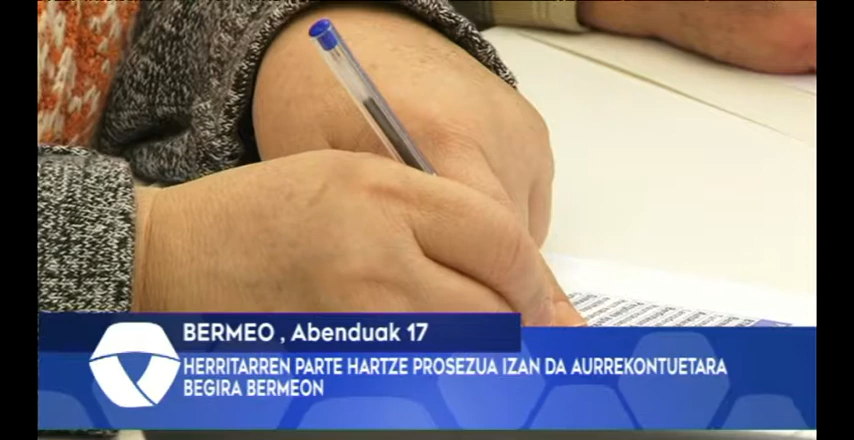 BERMEO , Abenduak 17
HERRITARREN PARTE HARTZE PROSEZUA IZAN DA AURREKONTUETARA
BEGIRA BERMEON